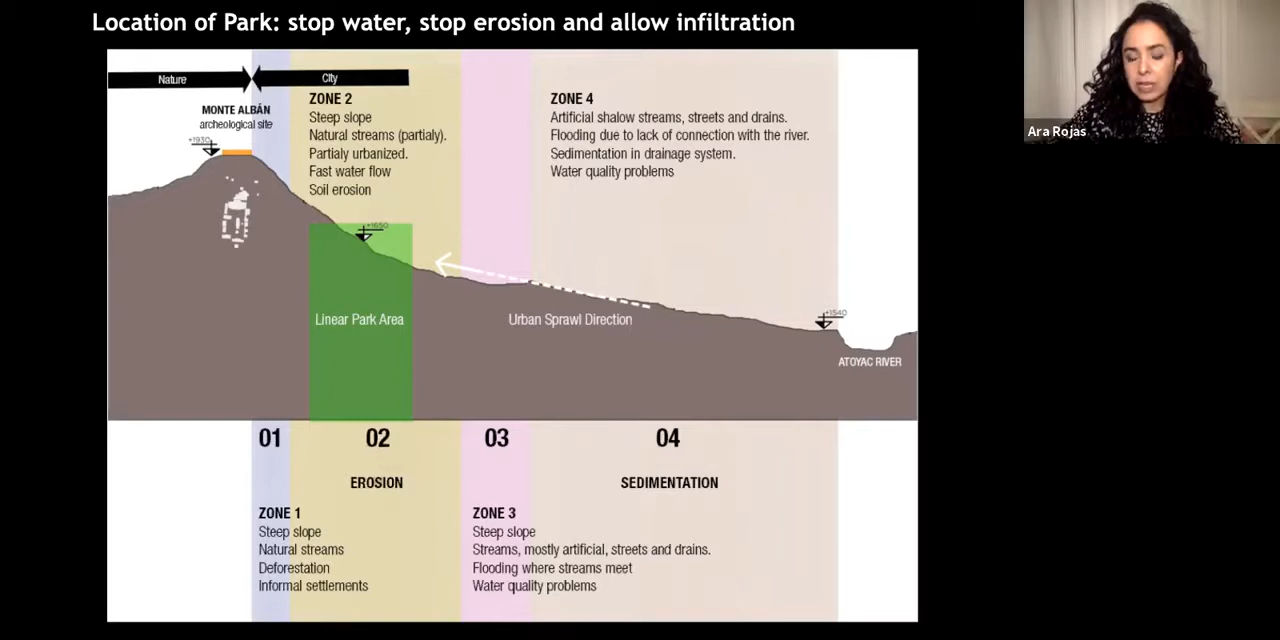 Location of Park: stop water, stop erosion and allow infiltration
Ara Rojas
Nature
City
MONTE ALBÁN
archeological site
+1930
ZONE 2
Steep slope
Natural streams (partialy).
Partialy urbanized.
Fast water flow
Soil erosion
ZONE 4
Artificial shalow streams, streets and drains.
Flooding due to lack of connection with the river.
Sedimentation in drainage system.
Water quality problems
+1650
Linear Park Area
Urban Sprawl Direction
+1540
ATOYAC RIVER
01
02
03
04
EROSION
SEDIMENTATION
ZONE 1
Steep slope
Natural streams
Deforestation
Informal settlements
ZONE 3
Steep slope
Streams, mostly artificial, streets and drains.
Flooding where streams meet
Water quality problems